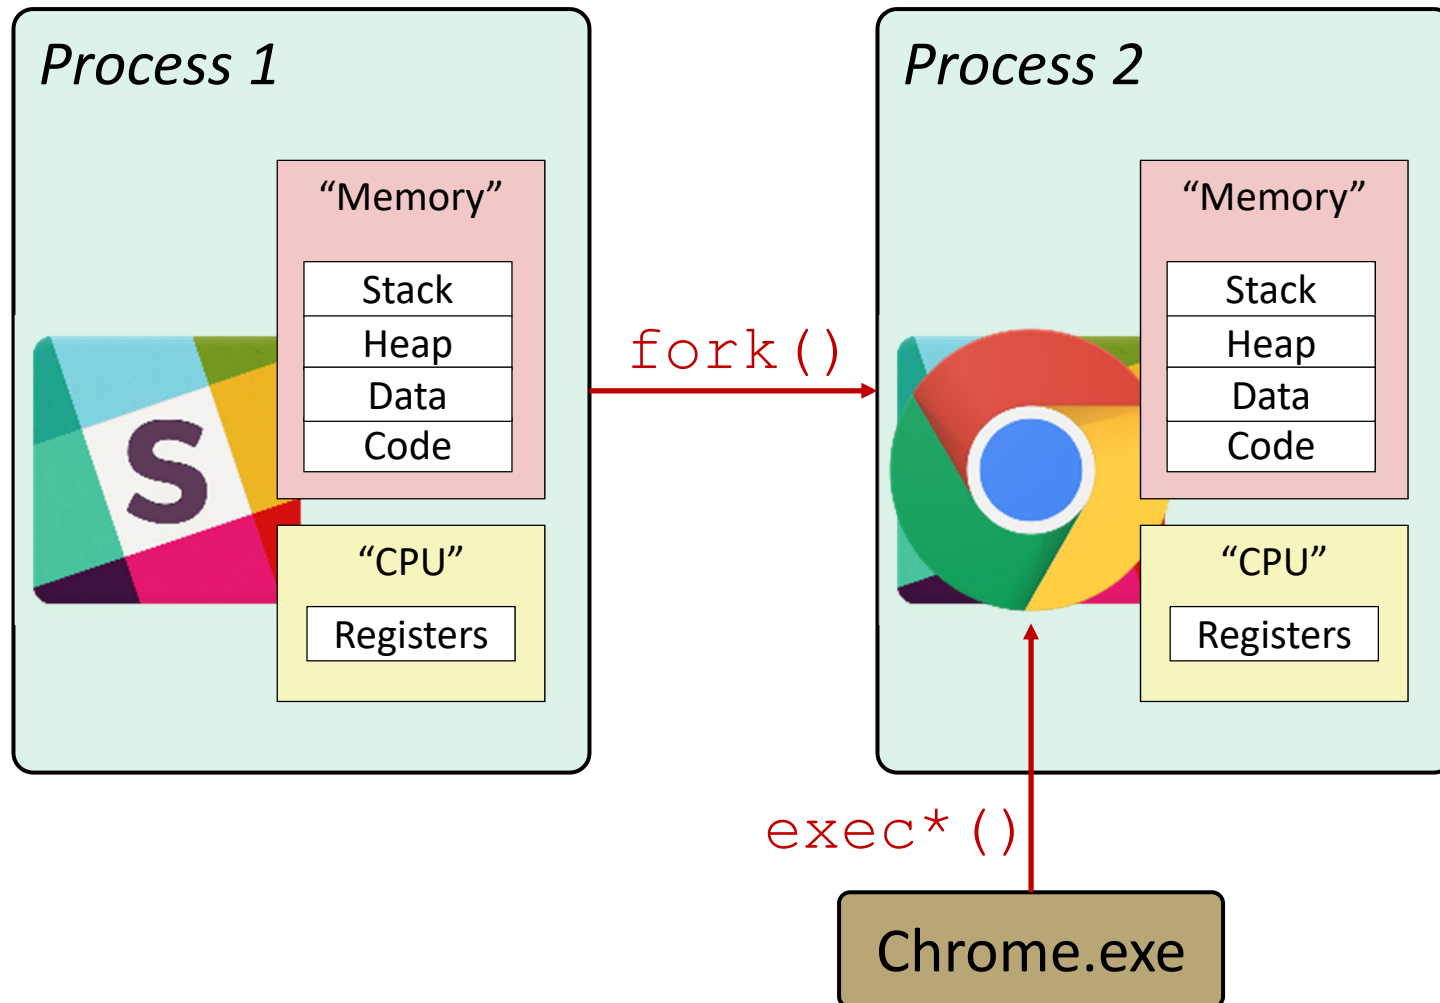 Process 1
“Memory”
Stack
Heap
Data
Code
S
“CPU”
Registers
fork()
Process 2
“Memory”
Stack
Heap
Data
Code
“CPU”
Registers
exec*()
Chrome.exe